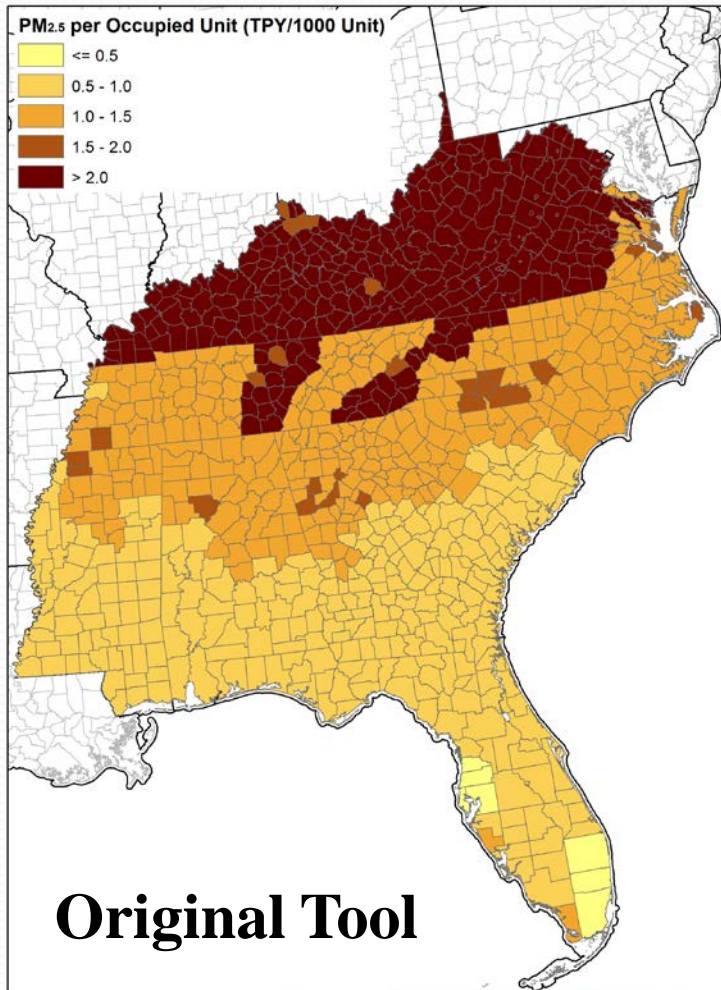 PM2.5 per Occupied Unit (TPY/1000 Unit)
<= 0.5
0.5 - 1.0
1.0 - 1.5
1.5 - 2.0
> 2.0
Original Tool